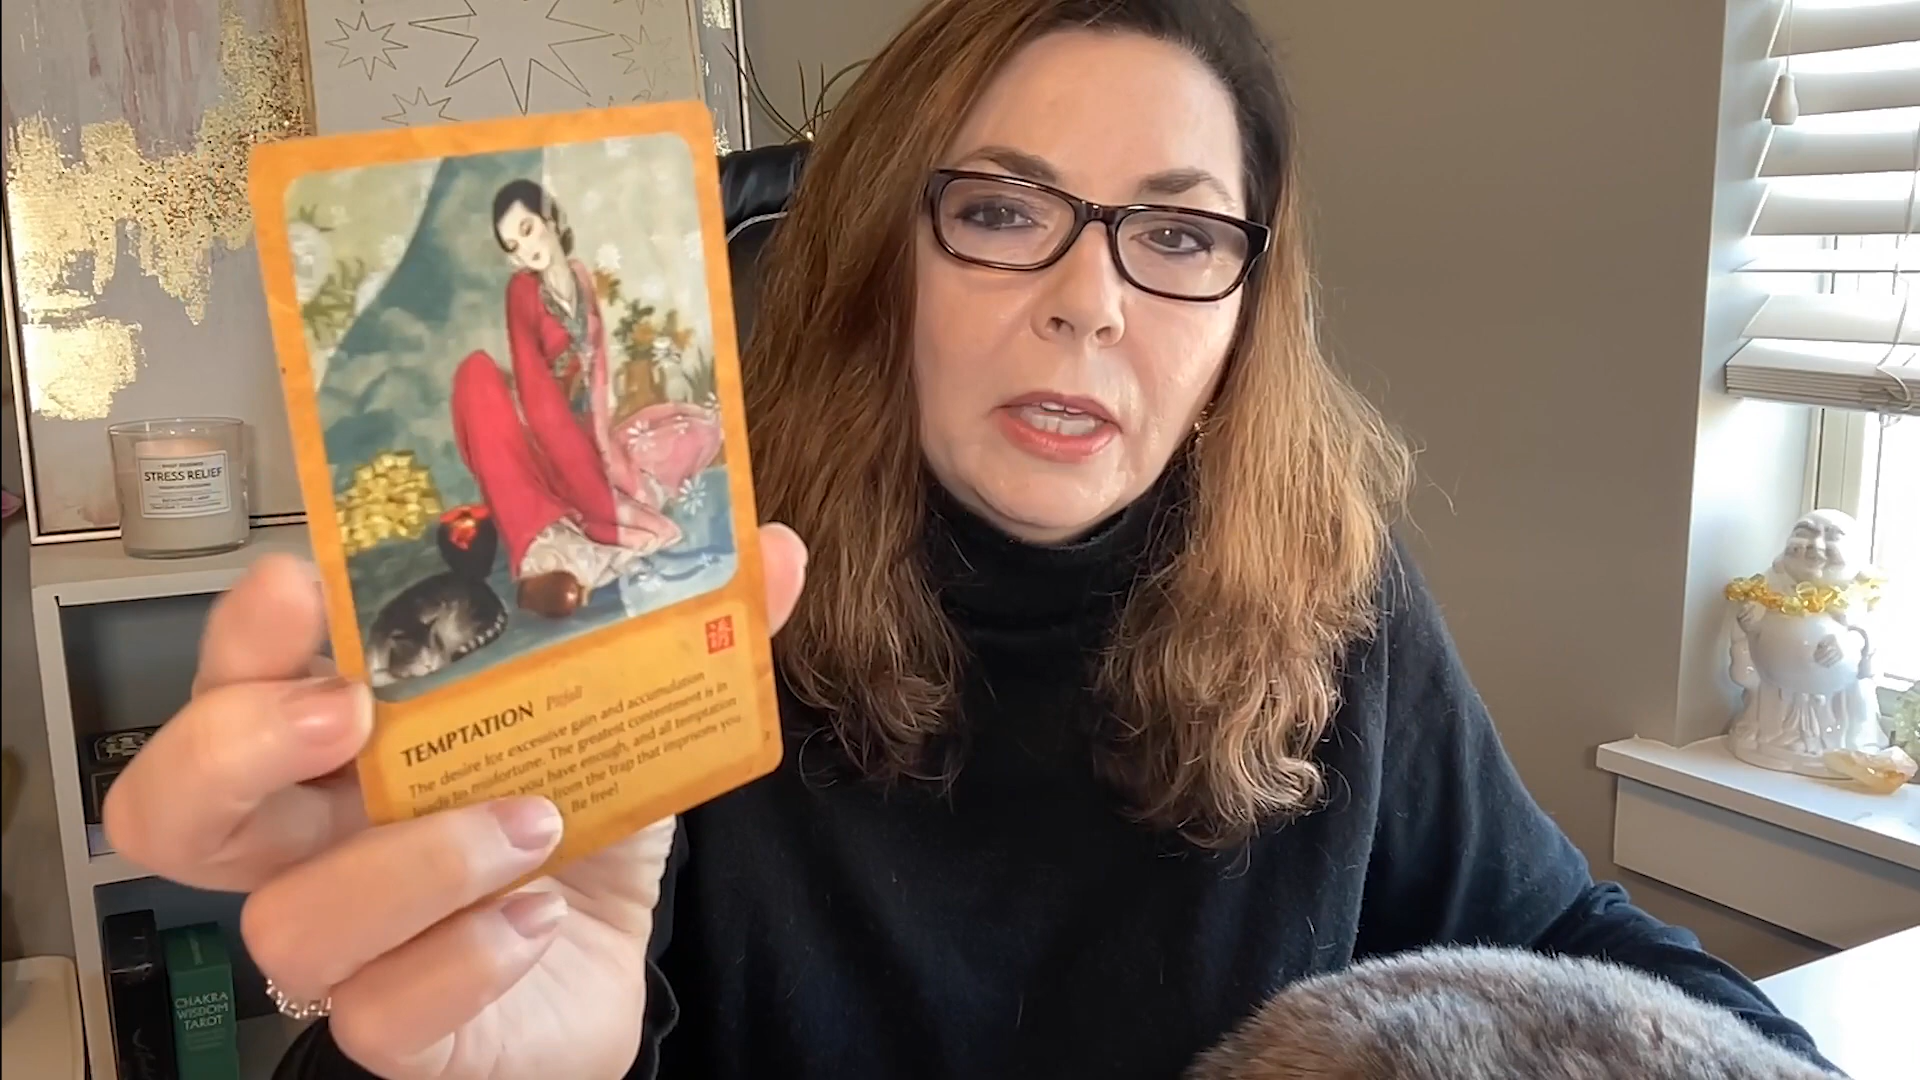 STRESS RELIEF
TEMPTATION Pitfall
The desire for excessive gain and accumulation
leads to misfortune. The greatest contentment is in
you have enough, and all temptation
from the trap that imprisons you
Be free!
CHAKRA
WISDOM
TAROT